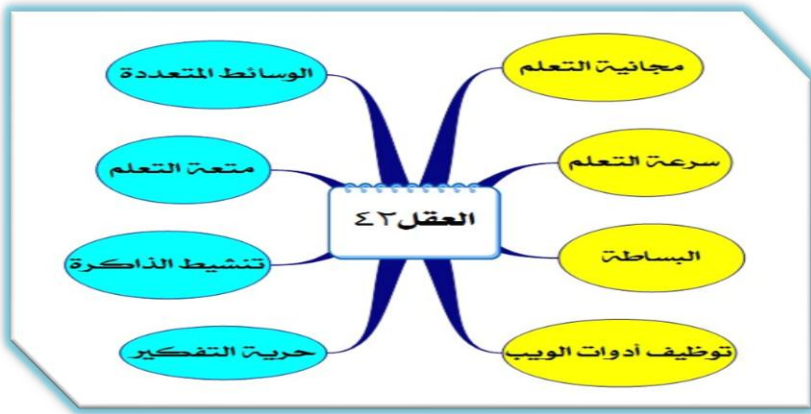 مجانية التعلم
سرعة التعلم
البساطة
توظيف أدوات الويب
العقل٤٢
الوسائط المتعددة
متعة التعلم
تنشيط الذاكرة
حرية التفكير